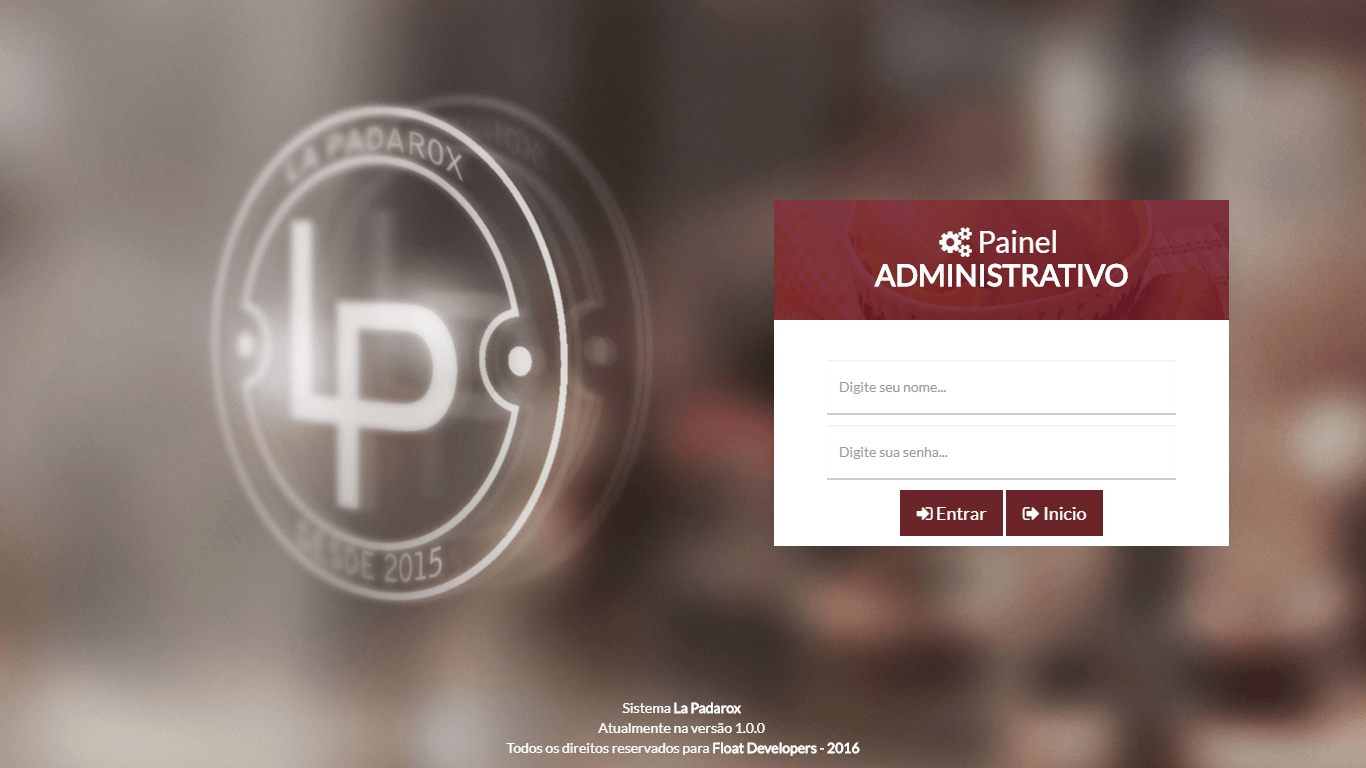 LA PADAROX
LP
DESDE 2015
Painel
ADMINISTRATIVO
Digite seu nome...
Digite sua senha...
Entrar
Inicio
Sistema La Padarox
Atualmente na versão 1.0.0
Todos os direitos reservados para Float Developers - 2016